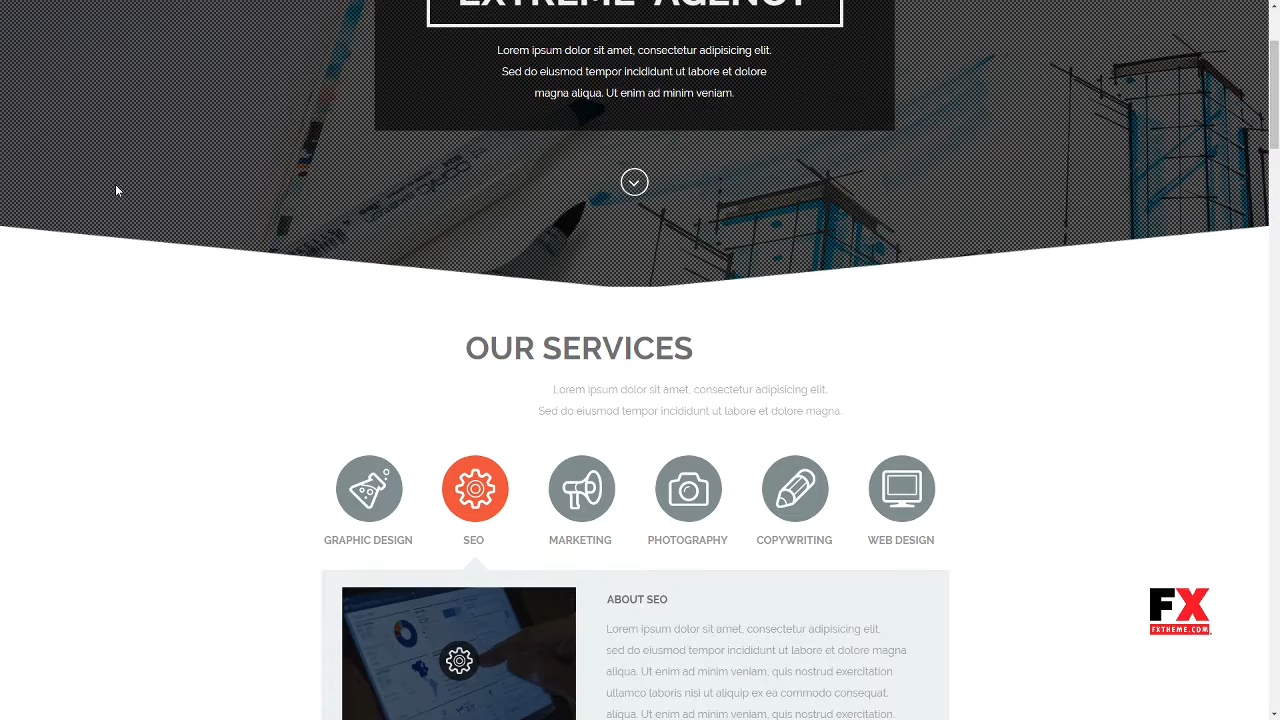 EXTREME AGENCY
Lorem ipsum dolor sit amet, consectetur adipisicing elit.
Sed do eiusmod tempor incididunt ut labore et dolore
magna aliqua. Ut enim ad minim veniam.
OUR SERVICES
Lorem ipsum dolor sit amet, consectetur adipisicing elit.
Sed do eiusmod tempor incididunt ut labore et dolore magna.
GRAPHIC DESIGN
SEO
MARKETING
PHOTOGRAPHY
COPYWRITING
WEB DESIGN
ABOUT SEO
Lorem ipsum dolor sit amet, consectetur adipisicing elit,
sed do eiusmod tempor incididunt ut labore et dolore magna
aliqua. Ut enim ad minim veniam, quis nostrud exercitation
ullamco laboris nisi ut aliquip ex ea commodo consequat.
aliqua. Ut enim ad minim veniam, quis nostrud exercitation
FX
FXTHEME.COM